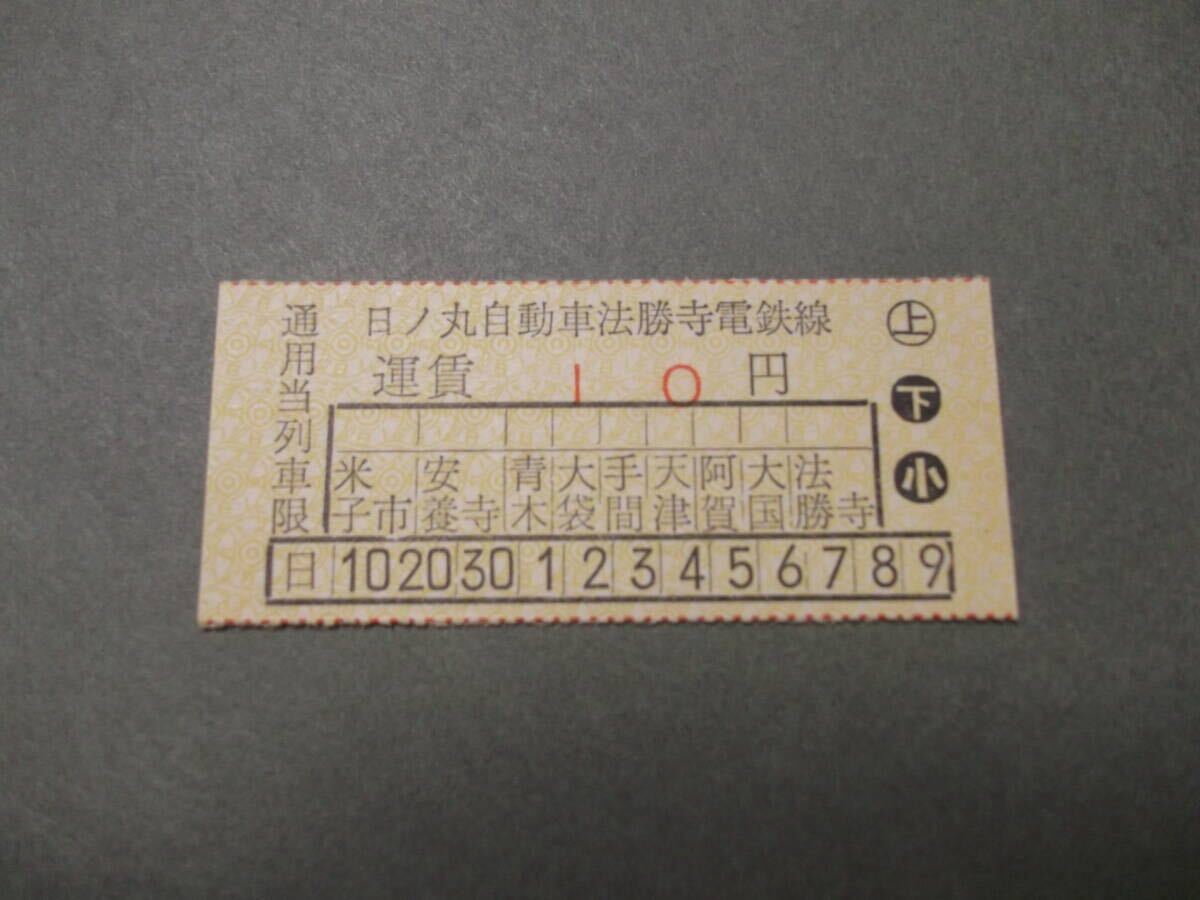 通用当列車限
日ノ丸自動車法勝寺電鉄線
運賃 10円
米子市 安養寺 青木 大袋 手間 天津 阿賀 大国 法勝寺
日 10 20 30 1 2 3 4 5 6 7 8 9
上
下
小